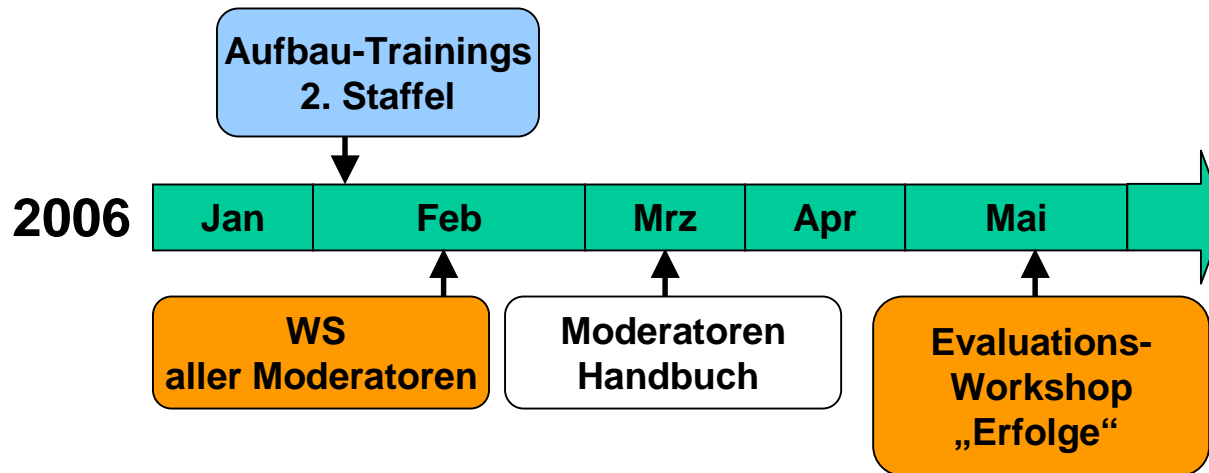 Aufbau-Trainings
2. Staffel
2006
Jan
Feb
Mrz
Apr
Mai
WS
aller Moderatoren
Moderatoren
Handbuch
Evaluations-
Workshop
„Erfolge“